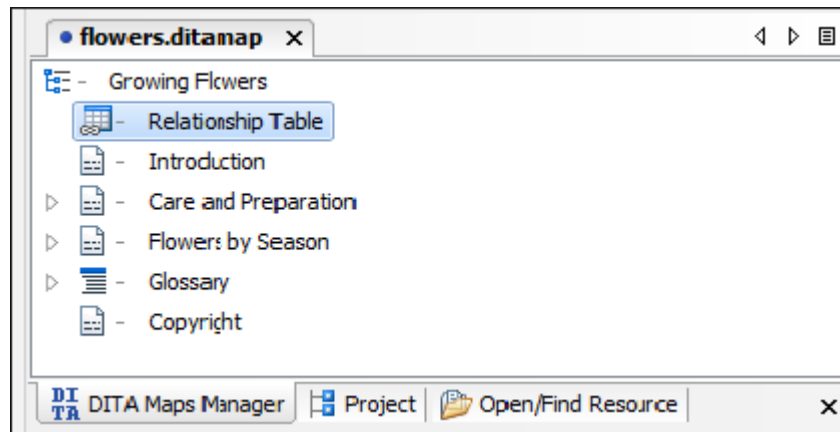 flowers.ditamap
Growing Flowers
Relationship Table
Introduction
Care and Preparation
Flowers by Season
Glossary
Copyright
DITA DITA Maps Manager Project Open/Find Resource